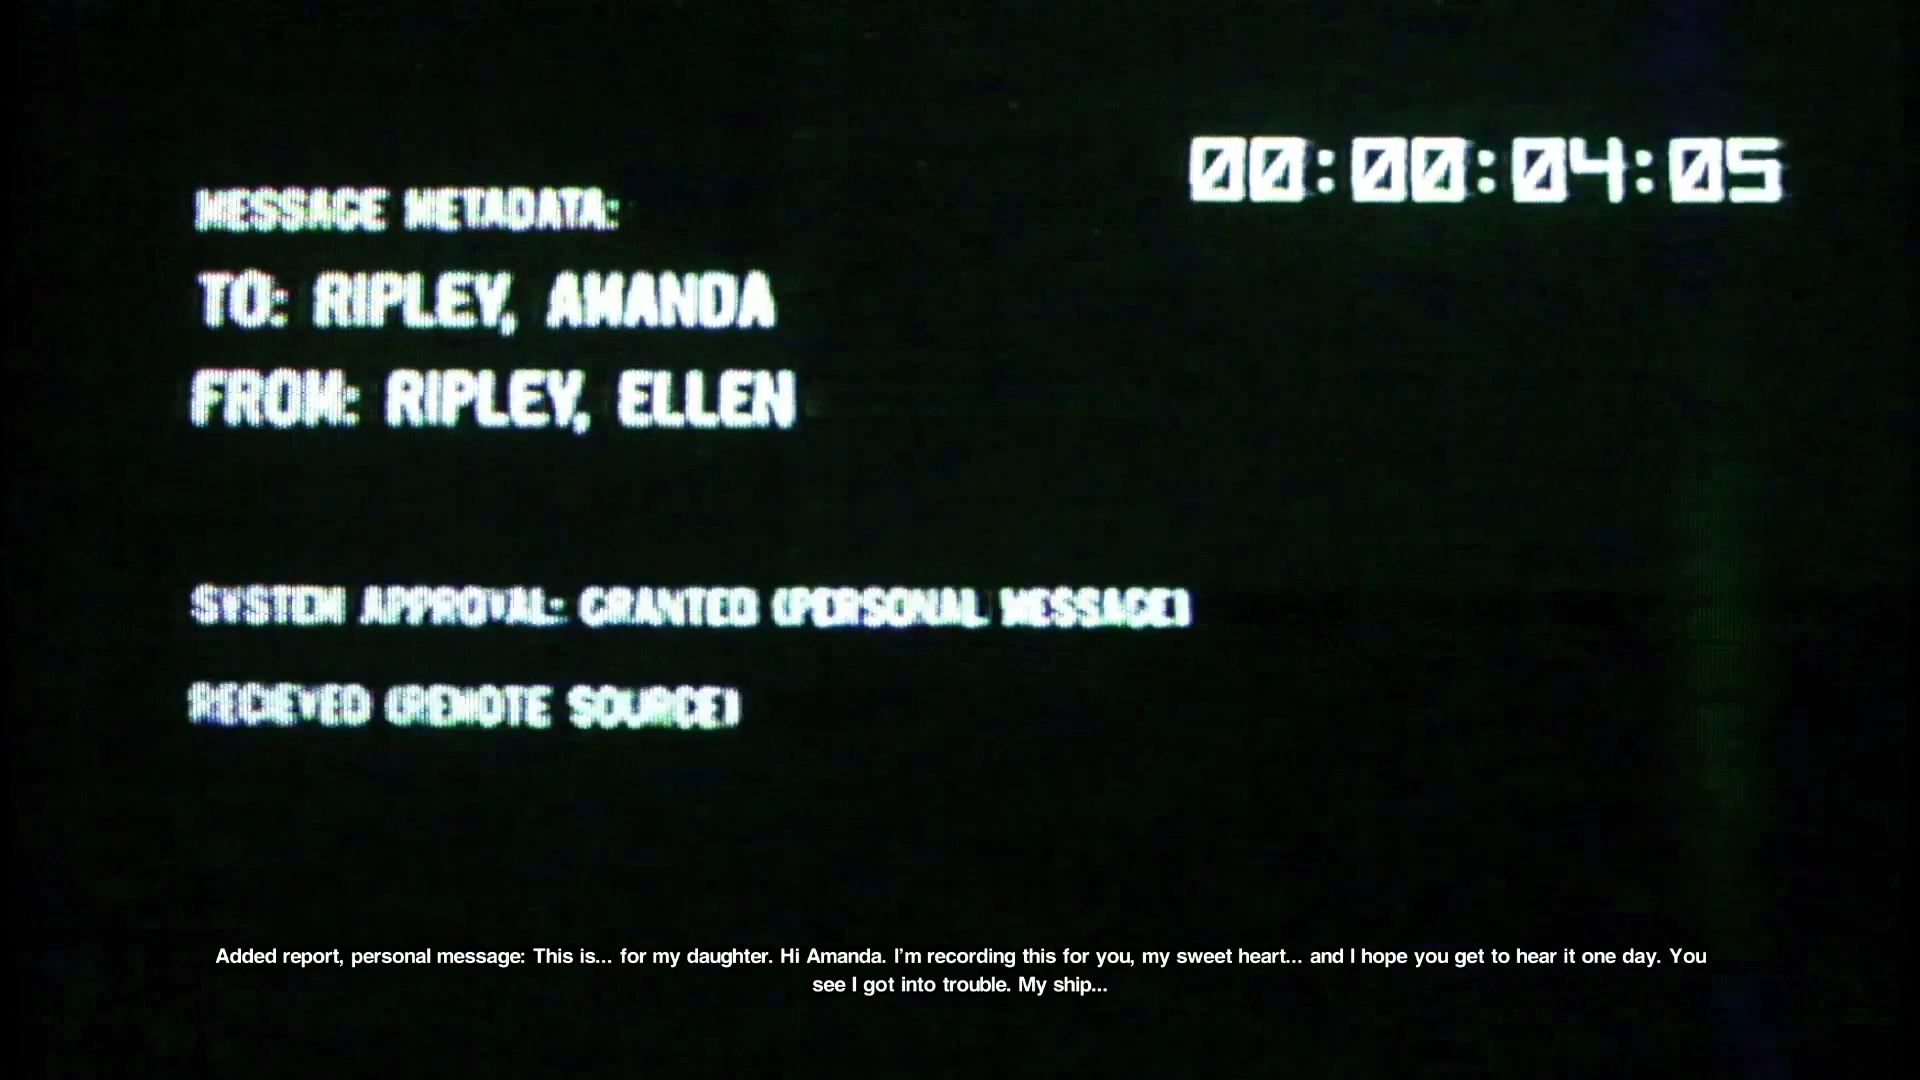 00:00:04:05
MESSAGE METADATA:
TO: RIPLEY, AMANDA
FROM: RIPLEY, ELLEN
SYSTEM APPROVAL: GRANTED (PERSONAL MESSAGE)
RECIEVED (REMOTE SOURCE)
Added report, personal message: This is... for my daughter. Hi Amanda. I'm recording this for you, my sweet heart... and I hope you get to hear it one day. You
see I got into trouble. My ship...